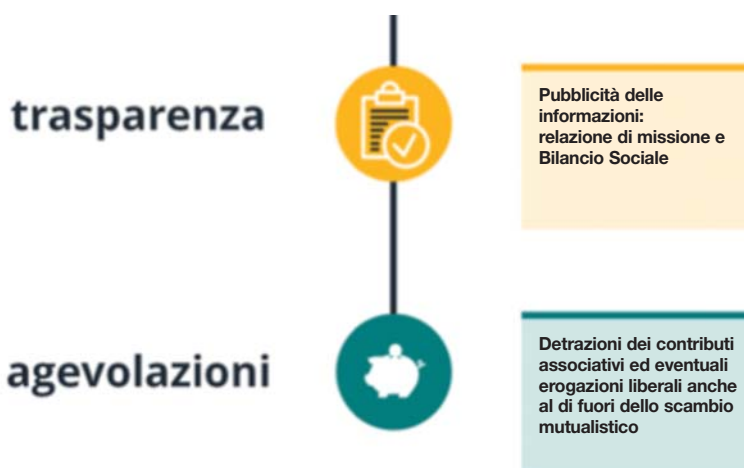 trasparenza
Pubblicità delle
informazioni:
relazione di missione e
Bilancio Sociale
agevolazioni
Detrazioni dei contributi
associativi ed eventuali
erogazioni liberali anche
al di fuori dello scambio
mutualistico